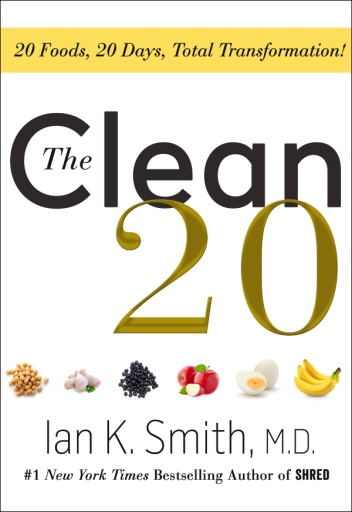 20 Foods, 20 Days, Total Transformation!
The
Clean
20
Ian K. Smith, M.D.
#1 New York Times Bestselling Author of SHRED